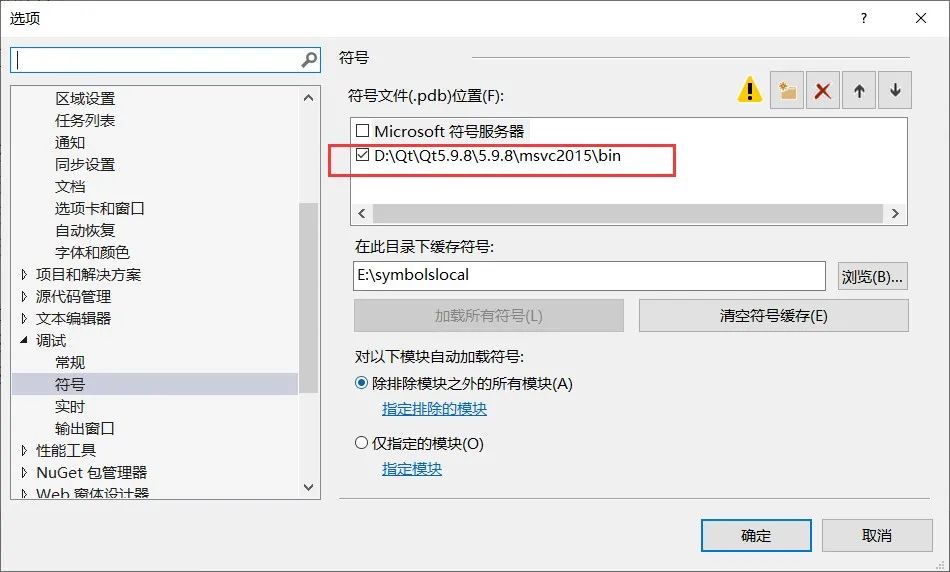 选项
区域设置
任务列表
通知
同步设置
文档
选项卡和窗口
自动恢复
字体和颜色
项目和解决方案
源代码管理
文本编辑器
调试
常规
符号
实时
输出窗口
性能工具
NuGet 包管理器
Web 窗体设计器
符号
符号文件(.pdb)位置(F):
Microsoft 符号服务器
D:\Qt\Qt5.9.8\5.9.8\msvc2015\bin
在此目录下缓存符号:
E:\symbolslocal
浏览(B)...
加载所有符号(L)
清空符号缓存(E)
对以下模块自动加载符号:
除排除模块之外的所有模块(A)
指定排除的模块
仅指定的模块(O)
指定模块
确定
取消